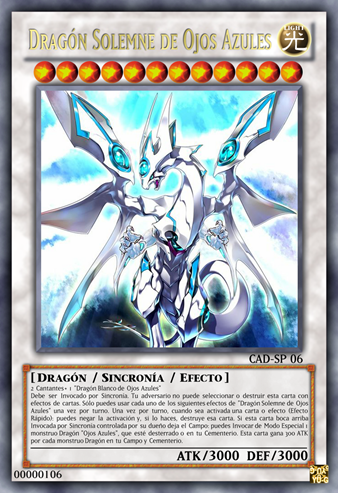 Dragón Solemne de Ojos Azules
LIGHT
光
CAD-SP 06
[ Dragón / Sincronía / Efecto ]
2 Cantantes+ 1 "Dragón Blanco de Ojos Azules"
Debe ser Invocado por Sincronía. Tu adversario no puede seleccionar o destruir esta carta con
efectos de cartas. Sólo puedes usar cada uno de los siguientes efectos de "Dragón Solemne de Ojos
Azules" una vez por turno. Una vez por turno, cuando sea activada una carta o efecto (Efecto
Rápido): puedes negar la activación y, si lo haces, destruye esa carta. Si esta carta boca arriba
Invocada por Sincronía controlada por su dueño deja el Campo: puedes Invocar de Modo Especial 1
monstruo Dragón "Ojos Azules", que esté desterrado o en tu Cementerio. Esta carta gana 300 ATK
por cada monstruo Dragón en tu Campo y Cementerio.
ATK/3000 DEF/3000
00000106